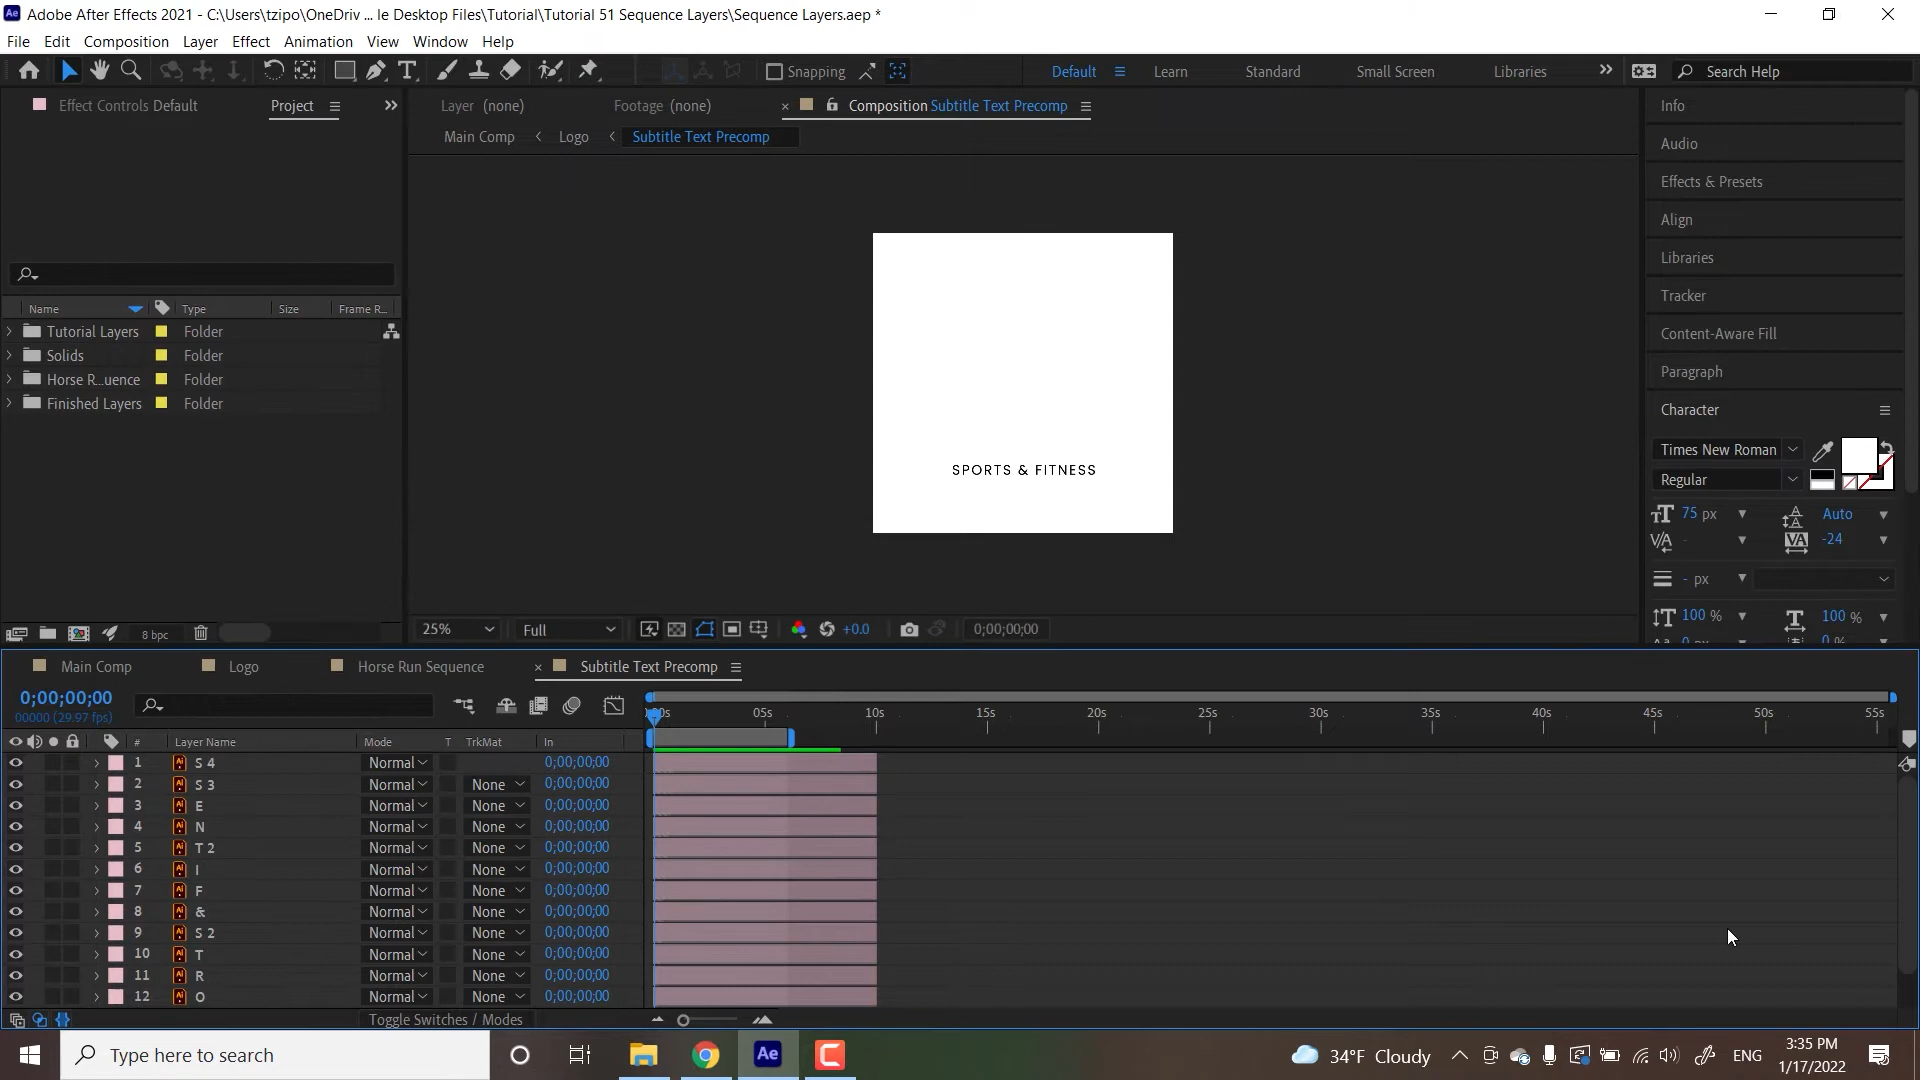 Adobe After Effects 2021 - C:\Users\tzipo\OneDriv ... le Desktop Files\Tutorial\Tutorial 51 Sequence Layers\Sequence Layers.aep *
File Edit Composition Layer Effect Animation View Window Help
Snapping Default Learn Standard Small Screen Libraries Search Help
Effect Controls Default Project Layer (none) Footage (none) Composition Subtitle Text Precomp Info
Main Comp Logo Subtitle Text Precomp
Audio
Effects & Presets
Align
Libraries
Tracker
Content-Aware Fill
Paragraph
Character
Times New Roman
Regular
75 px Auto
-24
- px
100 % 100 %
0 px 0 %
Name Type Size Frame R...
Tutorial Layers Folder
Solids Folder
Horse R...uence Folder
Finished Layers Folder
8 bpc
SPORTS & FITNESS
25% Full +0.0 0;00;00;00
Main Comp Logo Horse Run Sequence Subtitle Text Precomp
0;00;00;00
00000 (29.97 fps)
05s 10s 15s 20s 25s 30s 35s 40s 45s 50s 55s
# Layer Name Mode T TrkMat In
1 S 4 Normal 0;00;00;00
2 S 3 Normal None 0;00;00;00
3 E Normal None 0;00;00;00
4 N Normal None 0;00;00;00
5 T 2 Normal None 0;00;00;00
6 I Normal None 0;00;00;00
7 F Normal None 0;00;00;00
8 & Normal None 0;00;00;00
9 S 2 Normal None 0;00;00;00
10 T Normal None 0;00;00;00
11 R Normal None 0;00;00;00
12 O Normal None 0;00;00;00
Toggle Switches / Modes
Type here to search
34°F Cloudy
ENG
3:35 PM
1/17/2022